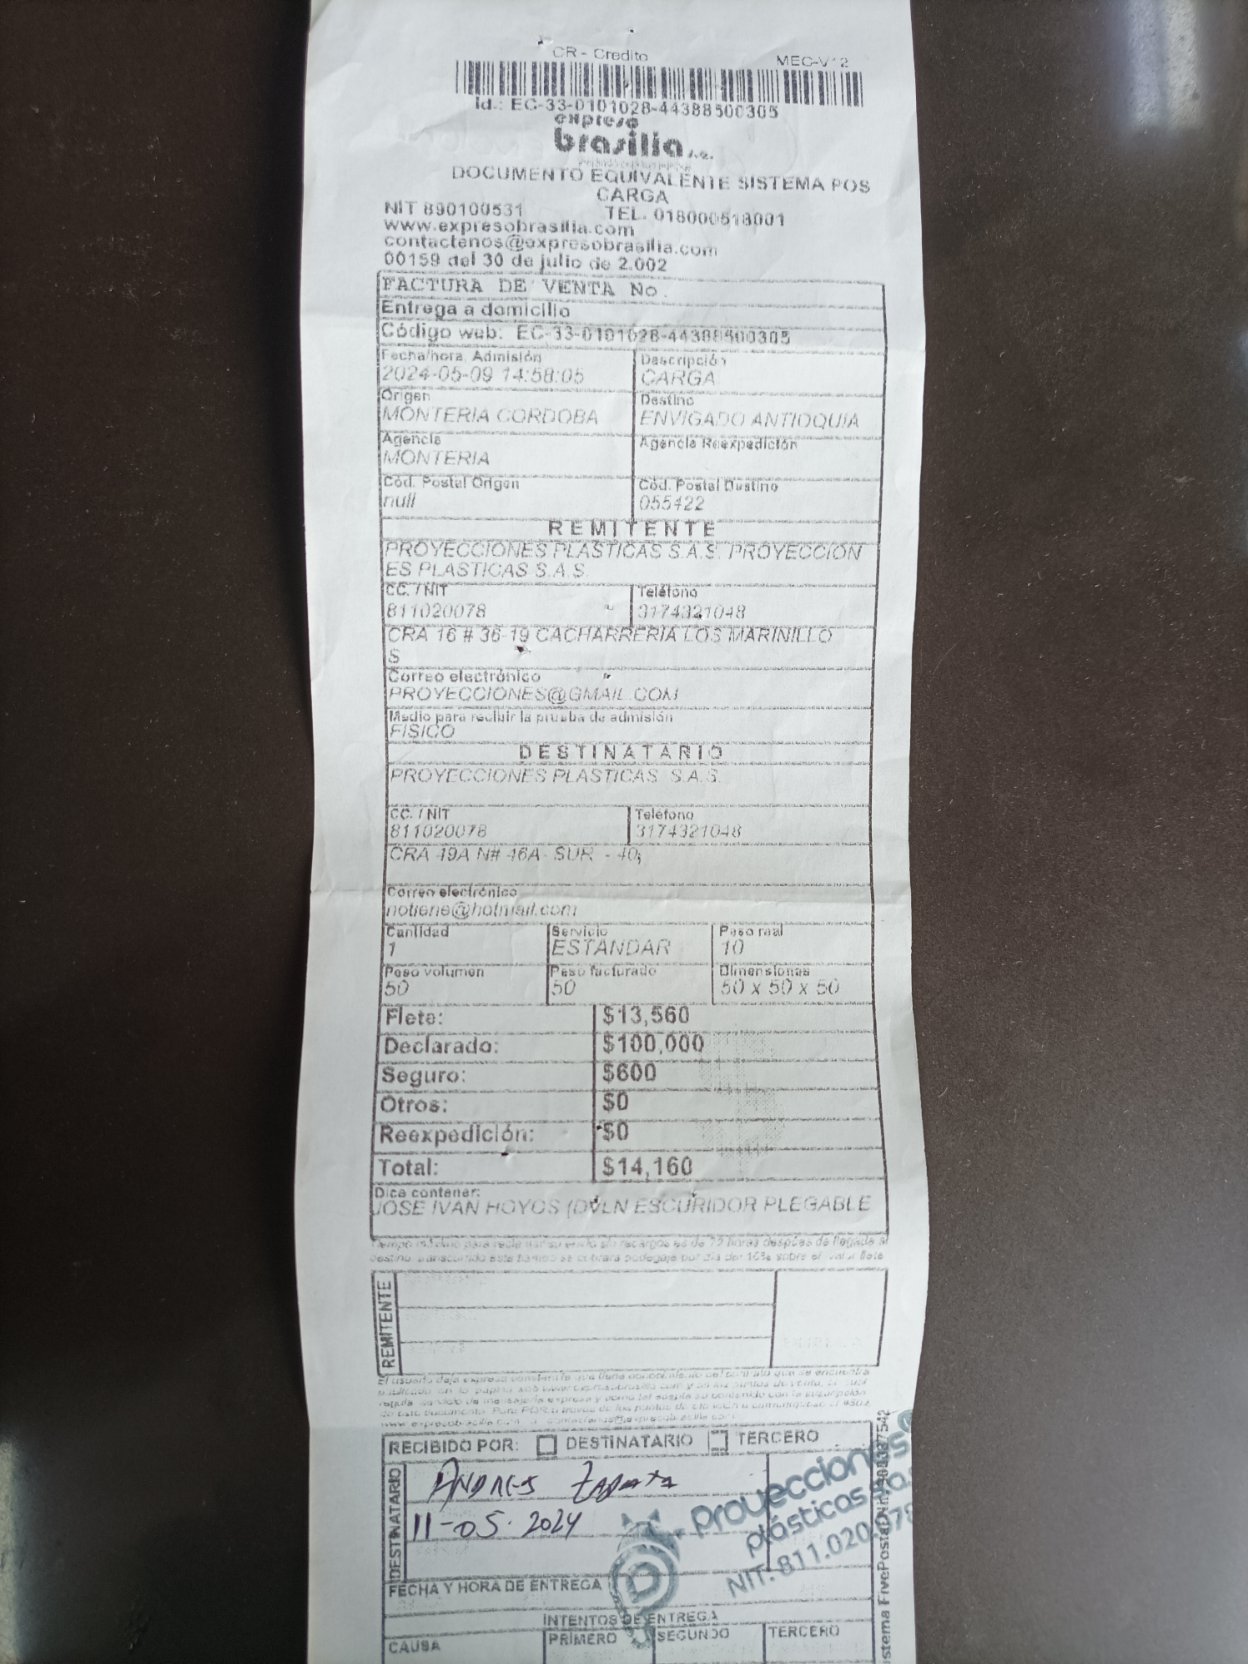 CR - Credito MEC-V12
Id.: EC-33-0101028-44388500305
expreso
brasilia s.a.
DOCUMENTO EQUIVALENTE SISTEMA POS
CARGA
NIT 890100531 TEL. 018000518001
www.expresobrasilia.com
contactenos@expresobrasilia.com
00159 del 30 de julio de 2.002
FACTURA DE VENTA No.
Entrega a domicilio
Código web: EC-33-0101028-44388500305
Fecha/hora Admisión Descripción
2024-05-09 14:58:05 CARGA
Origen Destino
MONTERIA CORDOBA ENVIGADO ANTIOQUIA
Agencia Agencia Reexpedición
MONTERIA
Cód. Postal Origen Cód. Postal Destino
null 055422
REMITENTE
PROYECCIONES PLASTICAS S.A.S. PROYECCION
ES PLASTICAS S.A.S.
CC. / NIT Teléfono
811020078 3174321048
CRA 16 # 36-19 CACHARRERIA LOS MARINILLO
S
Correo electrónico
PROYECCIONES@GMAIL.COM
Medio para recibir la prueba de admisión
FISICO
DESTINATARIO
PROYECCIONES PLASTICAS S.A.S.
CC. / NIT Teléfono
811020078 3174321048
CRA 49A N# 46A- SUR - 40;
Correo electrónico
notiene@hotmail.com
Cantidad Servicio Peso real
1 ESTANDAR 10
Peso volumen Peso facturado Dimensiones
50 50 50 x 50 x 50
Flete: $13,560
Declarado: $100,000
Seguro: $600
Otros: $0
Reexpedición: $0
Total: $14,160
Dice contener:
JOSE IVAN HOYOS (DVLN ESCURIDOR PLEGABLE
REMITENTE
RECIBIDO POR: DESTINATARIO TERCERO
DESTINATARIO
ANDRES Zapata
11-05-2024
proyecciones
plásticas
NIT. 811.020
FECHA Y HORA DE ENTREGA
INTENTOS DE ENTREGA
CAUSA PRIMERO SEGUNDO TERCERO